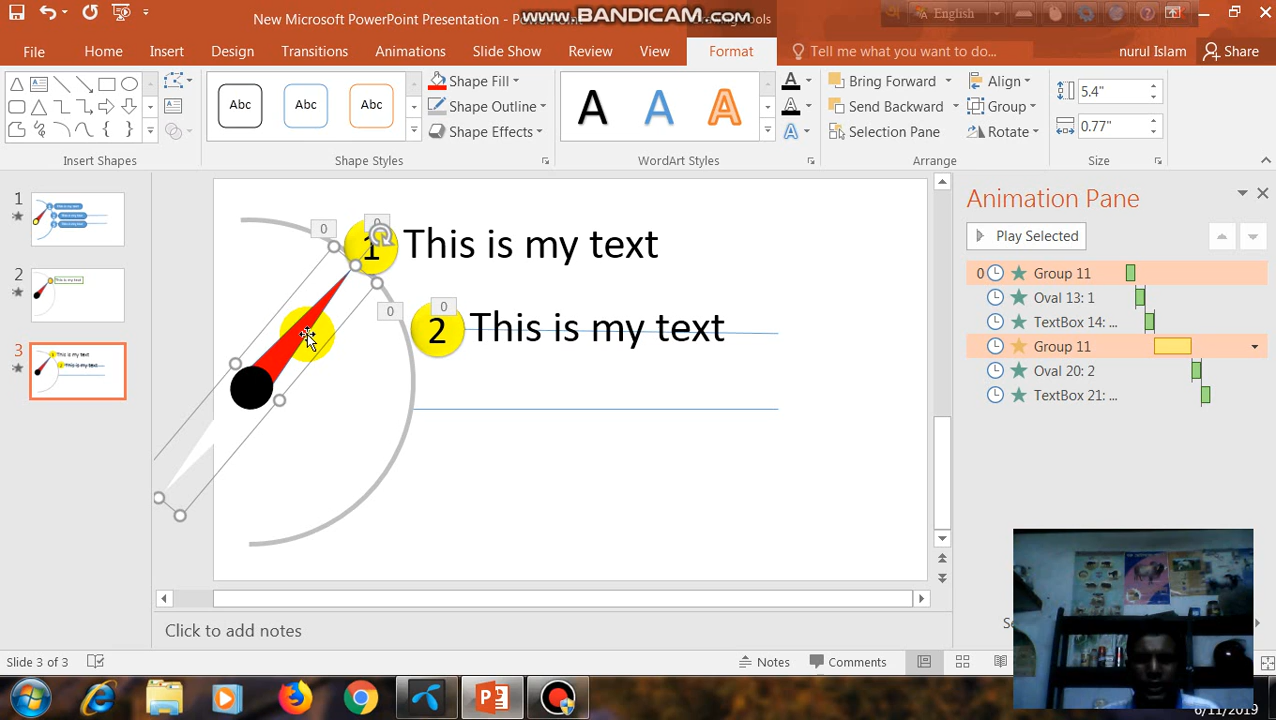 New Microsoft PowerPoint Presentation - P
www.BANDICAM.com
Tools
English
File
Home
Insert
Design
Transitions
Animations
Slide Show
Review
View
Format
Tell me what you want to do...
nurul Islam
Share
Abc
Abc
Abc
Shape Fill
Shape Outline
Shape Effects
A
A
A
A
A
A
Bring Forward
Send Backward
Selection Pane
Align
Group
Rotate
5.4"
0.77"
Insert Shapes
Shape Styles
WordArt Styles
Arrange
Size
1
2
3
0
0
1 This is my text
0
0
2 This is my text
Animation Pane
Play Selected
0 Group 11
Oval 13: 1
TextBox 14: ...
Group 11
Oval 20: 2
TextBox 21: ...
Click to add notes
Slide 3 of 3
Notes
Comments
6/11/2019